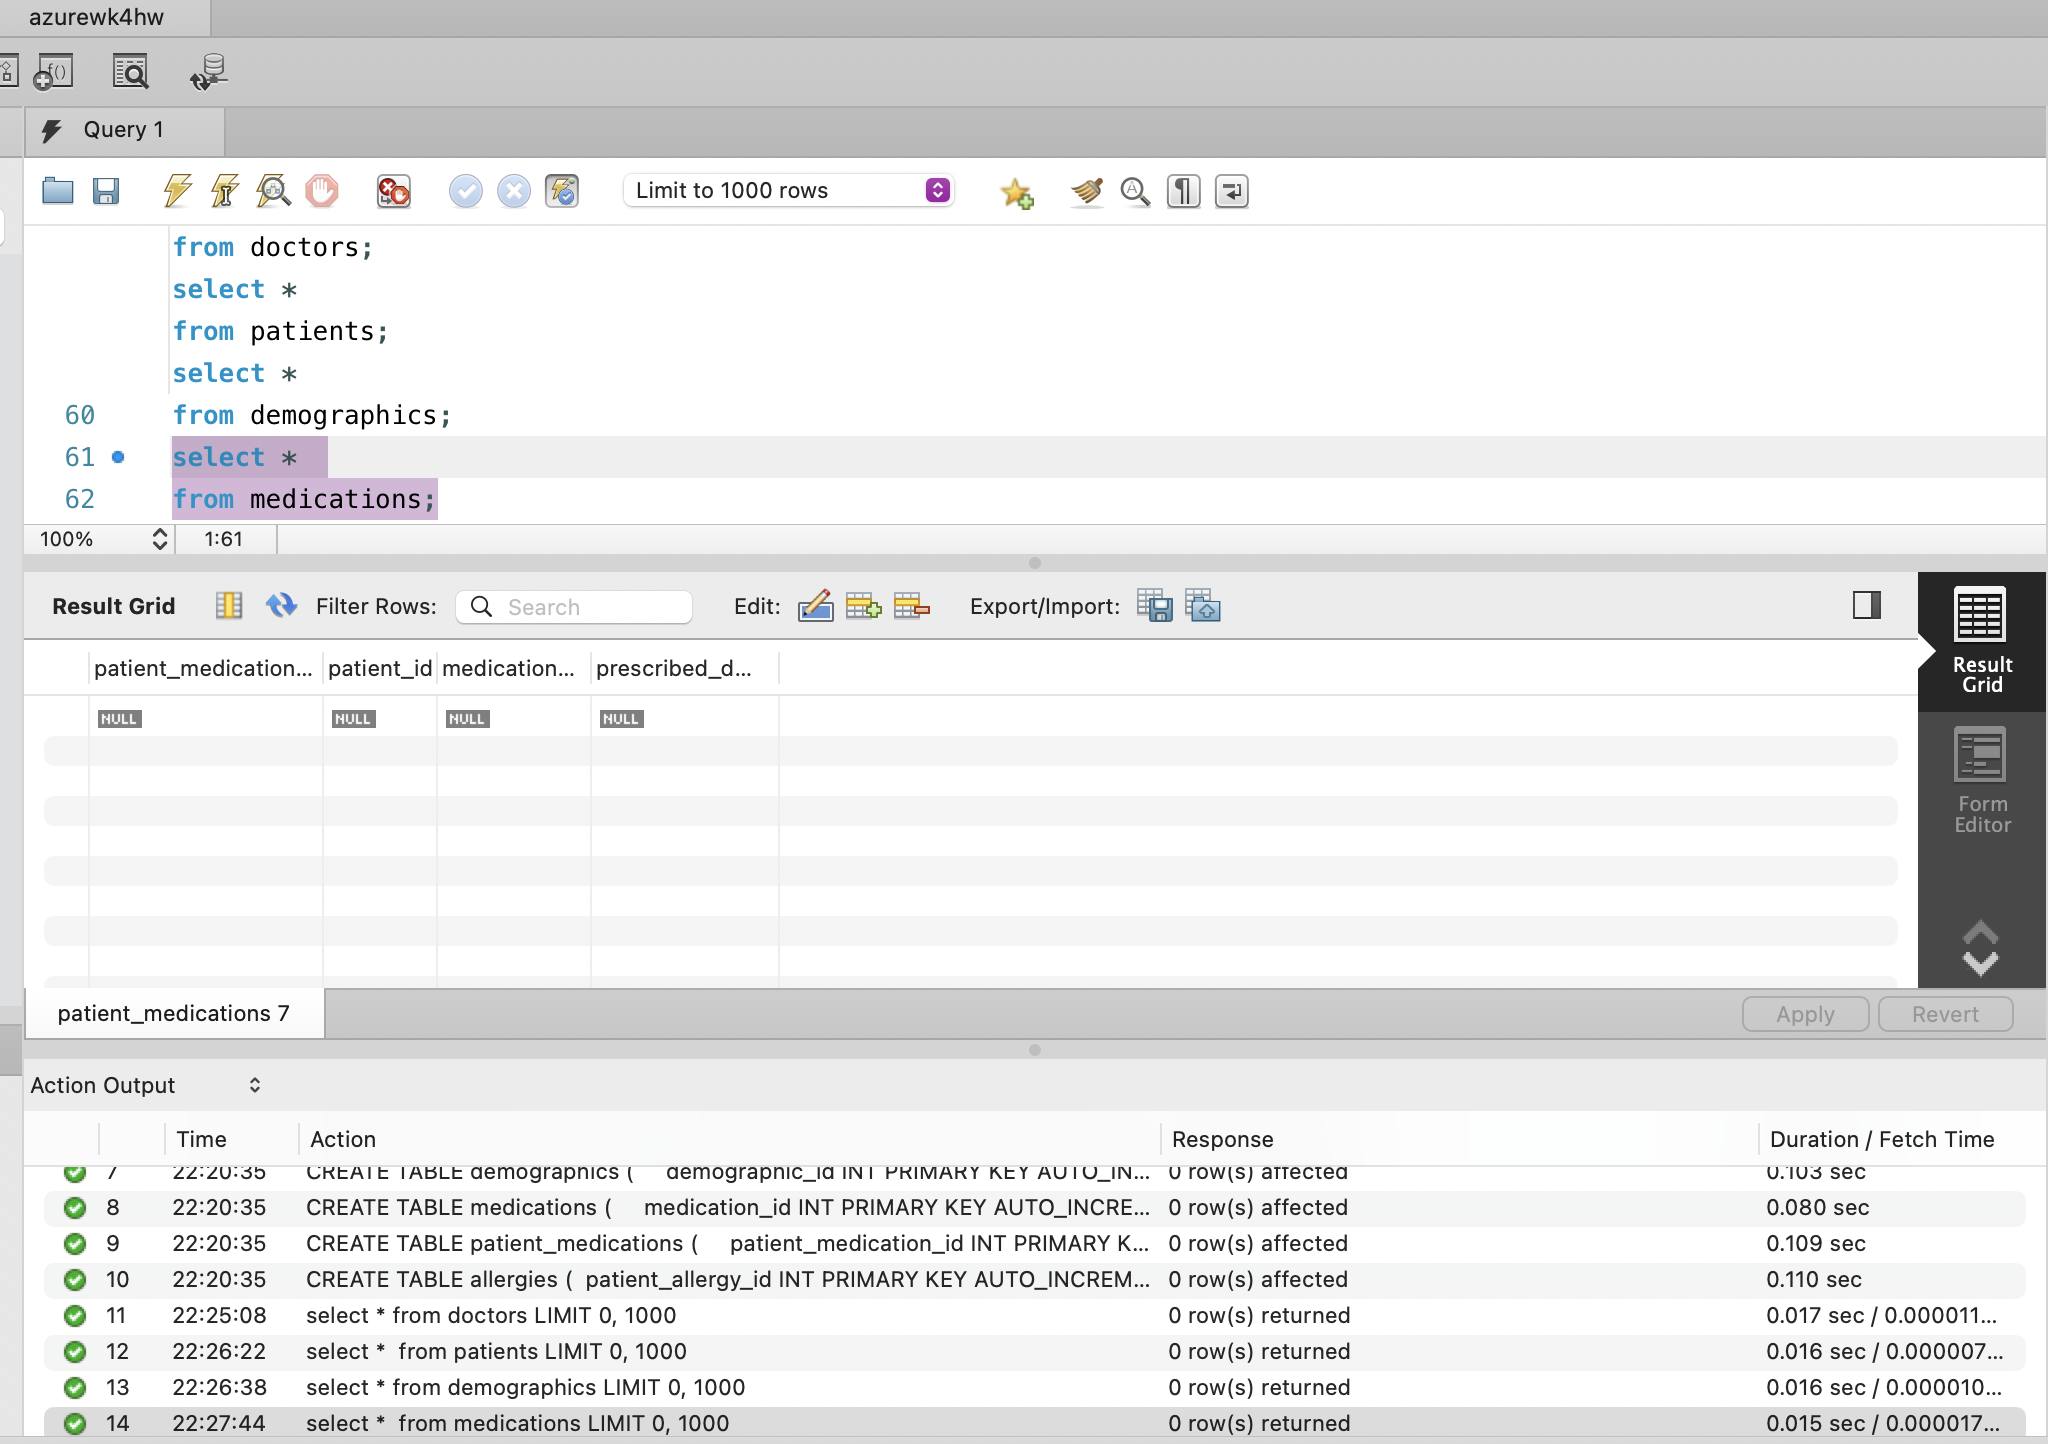 azurewk4hw
f()
Query 1
Limit to 1000 rows
from doctors;
select *
from patients;
select *
60 from demographics;
61 select *
62 from medications;
100% 1:61
Result Grid Filter Rows: Search Edit: Export/Import:
Result Grid
Form Editor
patient_medication... patient_id medication... prescribed_d...
NULL NULL NULL NULL
patient_medications 7 Apply Revert
Action Output
Time Action Response Duration / Fetch Time
7 22:20:35 CREATE TABLE demographics ( demographic_id INT PRIMARY KEY AUTO_IN... 0 row(s) affected 0.103 sec
8 22:20:35 CREATE TABLE medications ( medication_id INT PRIMARY KEY AUTO_INCRE... 0 row(s) affected 0.080 sec
9 22:20:35 CREATE TABLE patient_medications ( patient_medication_id INT PRIMARY K... 0 row(s) affected 0.109 sec
10 22:20:35 CREATE TABLE allergies ( patient_allergy_id INT PRIMARY KEY AUTO_INCREM... 0 row(s) affected 0.110 sec
11 22:25:08 select * from doctors LIMIT 0, 1000 0 row(s) returned 0.017 sec / 0.000011...
12 22:26:22 select * from patients LIMIT 0, 1000 0 row(s) returned 0.016 sec / 0.000007...
13 22:26:38 select * from demographics LIMIT 0, 1000 0 row(s) returned 0.016 sec / 0.000010...
14 22:27:44 select * from medications LIMIT 0, 1000 0 row(s) returned 0.015 sec / 0.000017...